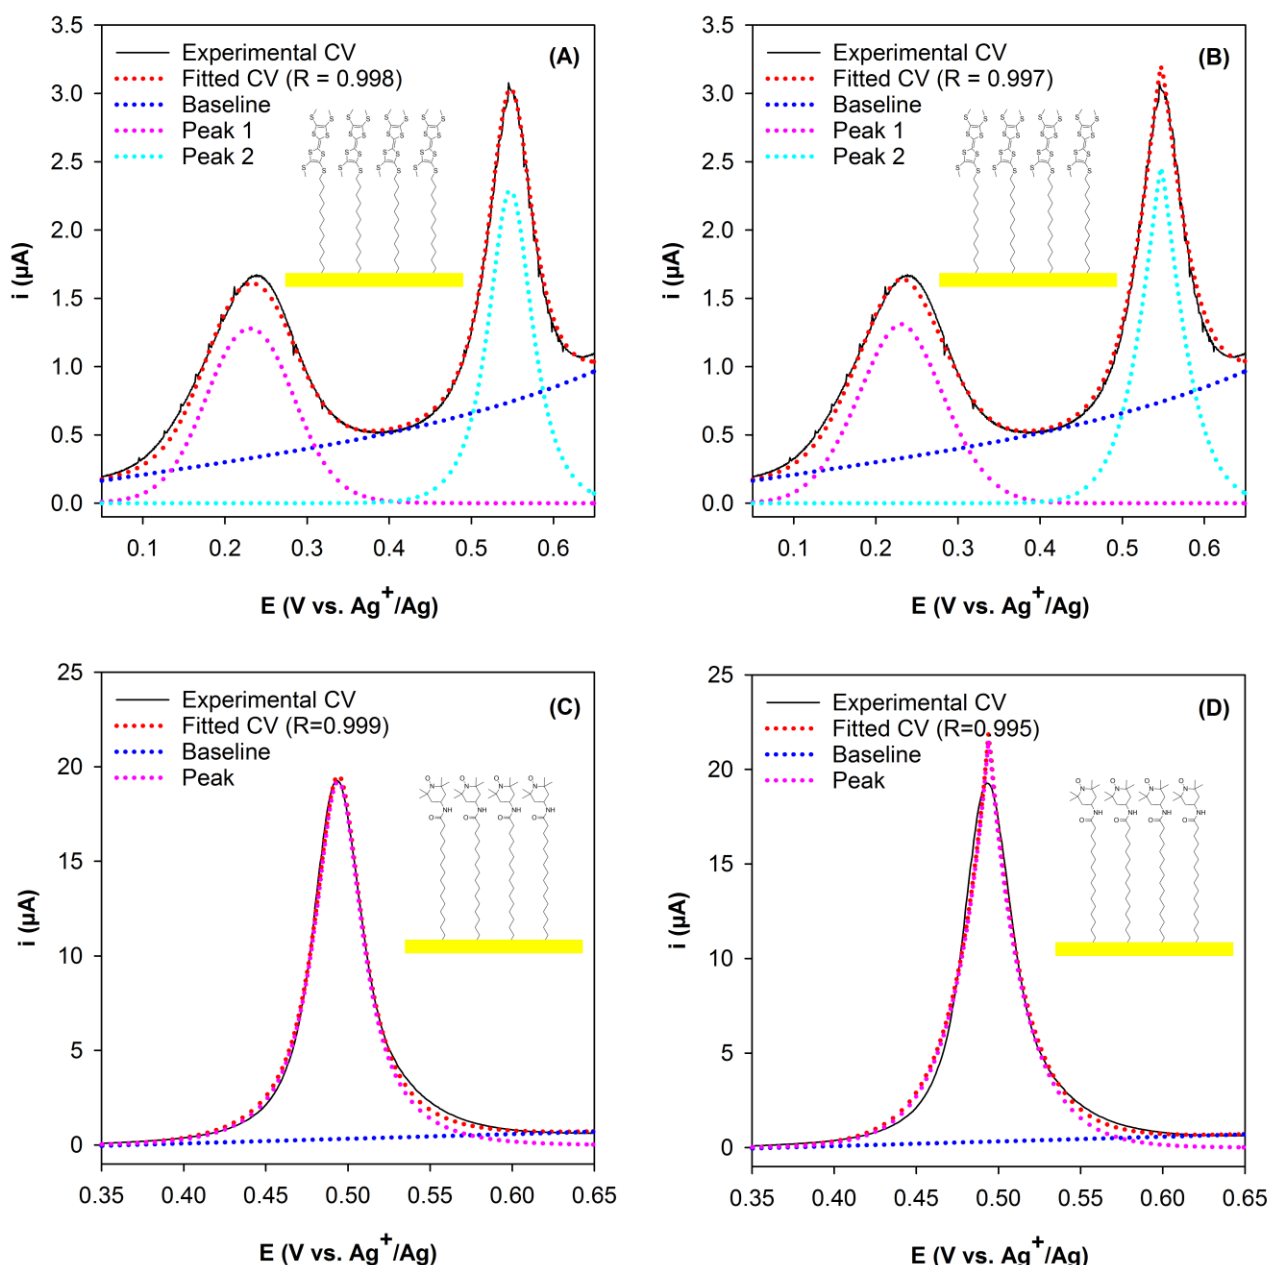 3.5
3.0
2.5
2.0
1.5
1.0
0.5
0.0
i (µA)
Experimental CV
Fitted CV (R = 0.998)
Baseline
Peak 1
Peak 2
(A)
0.1 0.2 0.3 0.4 0.5 0.6
E (V vs. Ag+/Ag)
3.5
3.0
2.5
2.0
1.5
1.0
0.5
0.0
i (µA)
Experimental CV
Fitted CV (R = 0.997)
Baseline
Peak 1
Peak 2
(B)
0.1 0.2 0.3 0.4 0.5 0.6
E (V vs. Ag+/Ag)
25
20
15
10
5
0
i (µA)
Experimental CV
Fitted CV (R=0.999)
Baseline
Peak
(C)
0.35 0.40 0.45 0.50 0.55 0.60 0.65
E (V vs. Ag+/Ag)
25
20
15
10
5
0
i (µA)
Experimental CV
Fitted CV (R=0.995)
Baseline
Peak
(D)
0.35 0.40 0.45 0.50 0.55 0.60 0.65
E (V vs. Ag+/Ag)